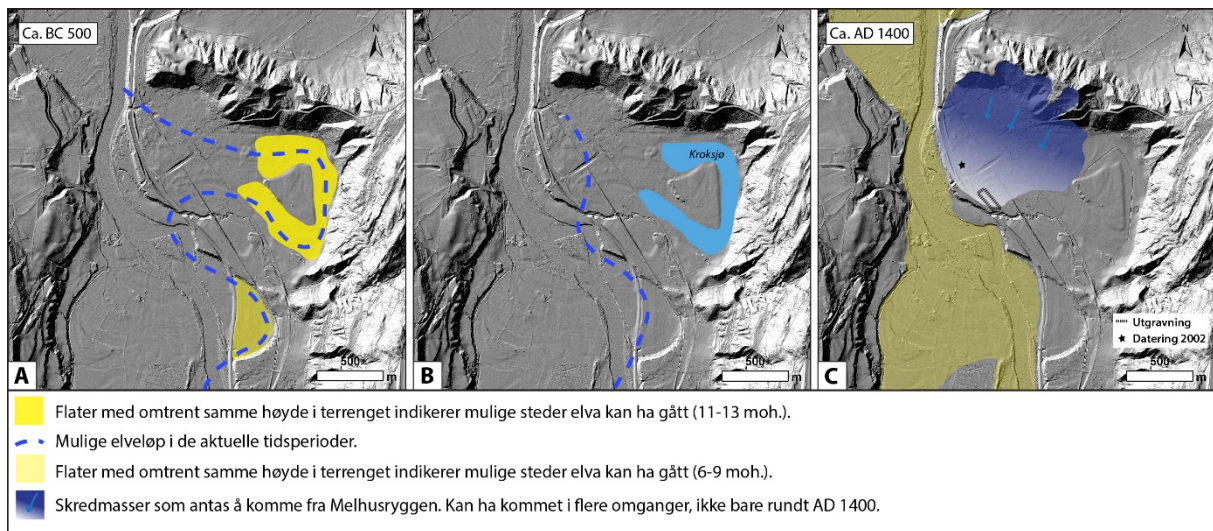 Ca. BC 500
N
A
500
m
N
Kroksjø
B
500
m
Ca. AD 1400
N
Utgravning
Datering 2002
C
500
m
Flater med omtrent samme høyde i terrenget indikerer mulige steder elva kan ha gått (11-13 moh.).
Mulige elveløp i de aktuelle tidsperioder.
Flater med omtrent samme høyde i terrenget indikerer mulige steder elva kan ha gått (6-9 moh.).
Skredmasser som antas å komme fra Melhusryggen. Kan ha kommet i flere omganger, ikke bare rundt AD 1400.